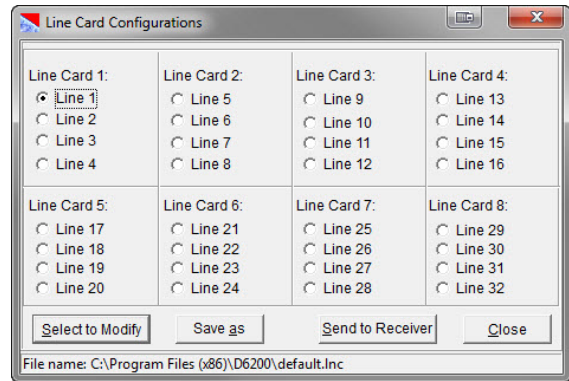 Line Card Configurations
Line Card 1:
Line 1
Line 2
Line 3
Line 4
Line Card 2:
Line 5
Line 6
Line 7
Line 8
Line Card 3:
Line 9
Line 10
Line 11
Line 12
Line Card 4:
Line 13
Line 14
Line 15
Line 16
Line Card 5:
Line 17
Line 18
Line 19
Line 20
Line Card 6:
Line 21
Line 22
Line 23
Line 24
Line Card 7:
Line 25
Line 26
Line 27
Line 28
Line Card 8:
Line 29
Line 30
Line 31
Line 32
Select to Modify
Save as
Send to Receiver
Close
File name: C:\Program Files (x86)\D6200\default.lnc